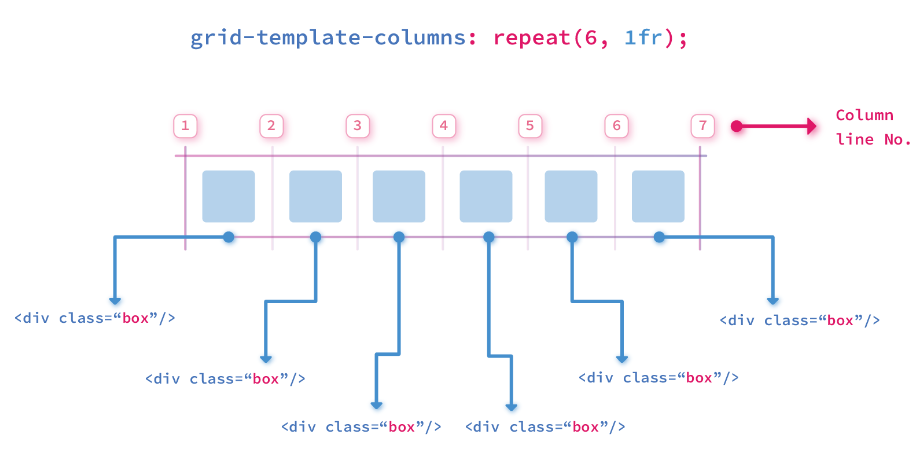 grid-template-columns: repeat(6, 1fr);
1 2 3 4 5 6 7
Column
line No.
<div class=“box”/>
<div class=“box”/>
<div class=“box”/>
<div class=“box”/>
<div class=“box”/>
<div class=“box”/>